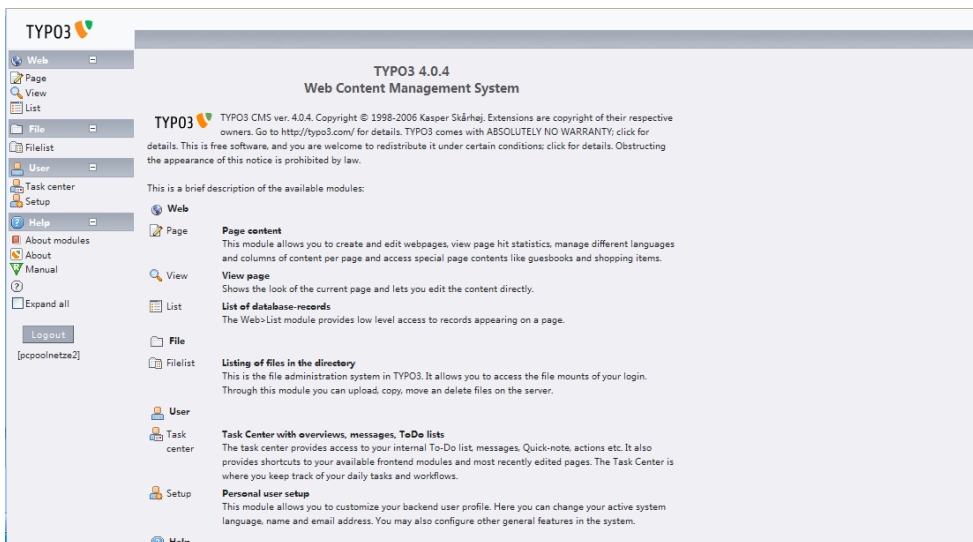 TYPO3
Web
Page
View
List
File
Filelist
User
Task center
Setup
Help
About modules
About
Manual
?
Expand all
Logout
[pcpoolnetze2]
TYPO3 4.0.4
Web Content Management System
TYPO3
TYPO3 CMS ver. 4.0.4. Copyright © 1998-2006 Kasper Skårhøj. Extensions are copyright of their respective
owners. Go to http://typo3.com/ for details. TYPO3 comes with ABSOLUTELY NO WARRANTY; click for
details. This is free software, and you are welcome to redistribute it under certain conditions; click for details. Obstructing
the appearance of this notice is prohibited by law.
This is a brief description of the available modules:
Web
Page Page content
This module allows you to create and edit webpages, view page hit statistics, manage different languages
and columns of content per page and access special page contents like guesbooks and shopping items.
View View page
Shows the look of the current page and lets you edit the content directly.
List List of database-records
The Web>List module provides low level access to records appearing on a page.
File
Filelist Listing of files in the directory
This is the file administration system in TYPO3. It allows you to access the file mounts of your login.
Through this module you can upload, copy, move an delete files on the server.
User
Task Task Center with overviews, messages, ToDo lists
center The task center provides access to your internal To-Do list, messages, Quick-note, actions etc. It also
provides shortcuts to your available frontend modules and most recently edited pages. The Task Center is
where you keep track of your daily tasks and workflows.
Setup Personal user setup
This module allows you to customize your backend user profile. Here you can change your active system
language, name and email address. You may also configure other general features in the system.
Help